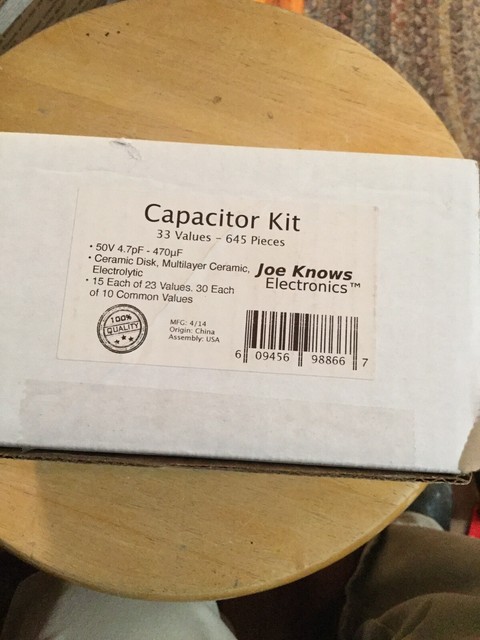 Capacitor Kit
33 Values - 645 Pieces
• 50V 4.7pF - 470µF
• Ceramic Disk, Multilayer Ceramic,
Electrolytic
• 15 Each of 23 Values. 30 Each
of 10 Common Values
Joe Knows
Electronics™
100%
QUALITY
MFG: 4/14
Origin: China
Assembly: USA
6 09456 98866 7